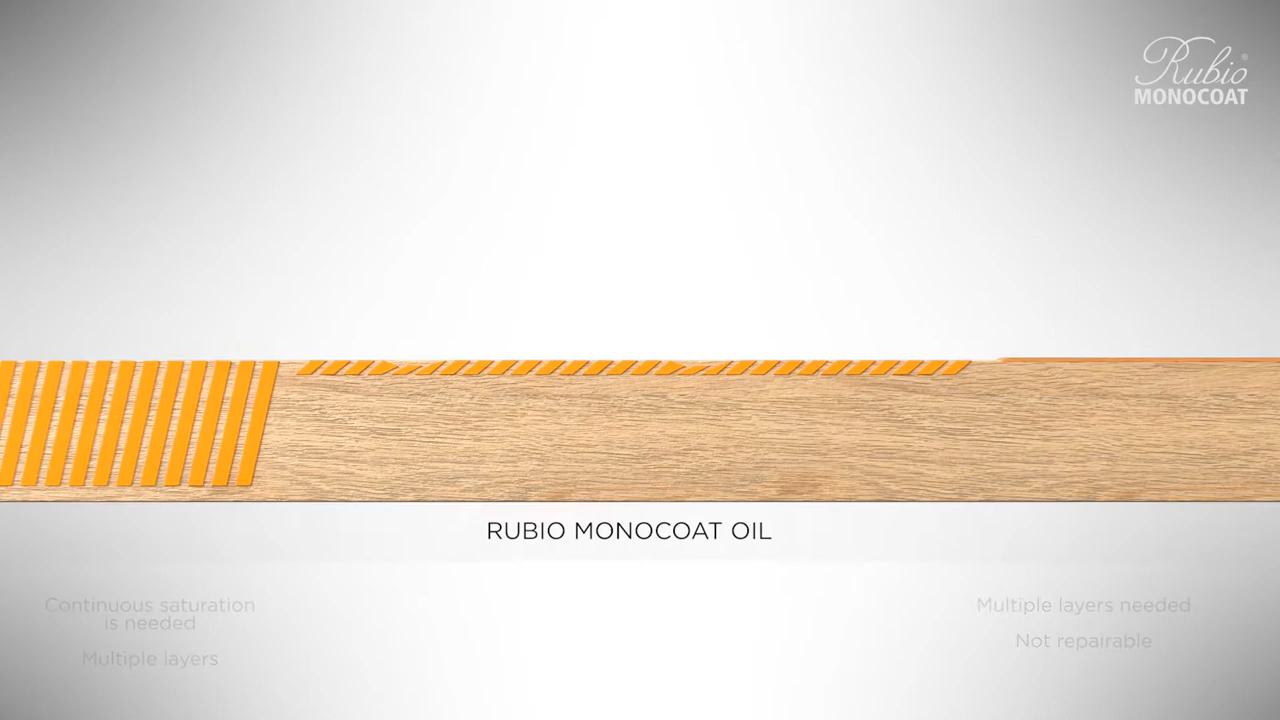 Rubio®
MONOCOAT
RUBIO MONOCOAT OIL
Continuous saturation
is needed
Multiple layers
Multiple layers needed
Not repairable